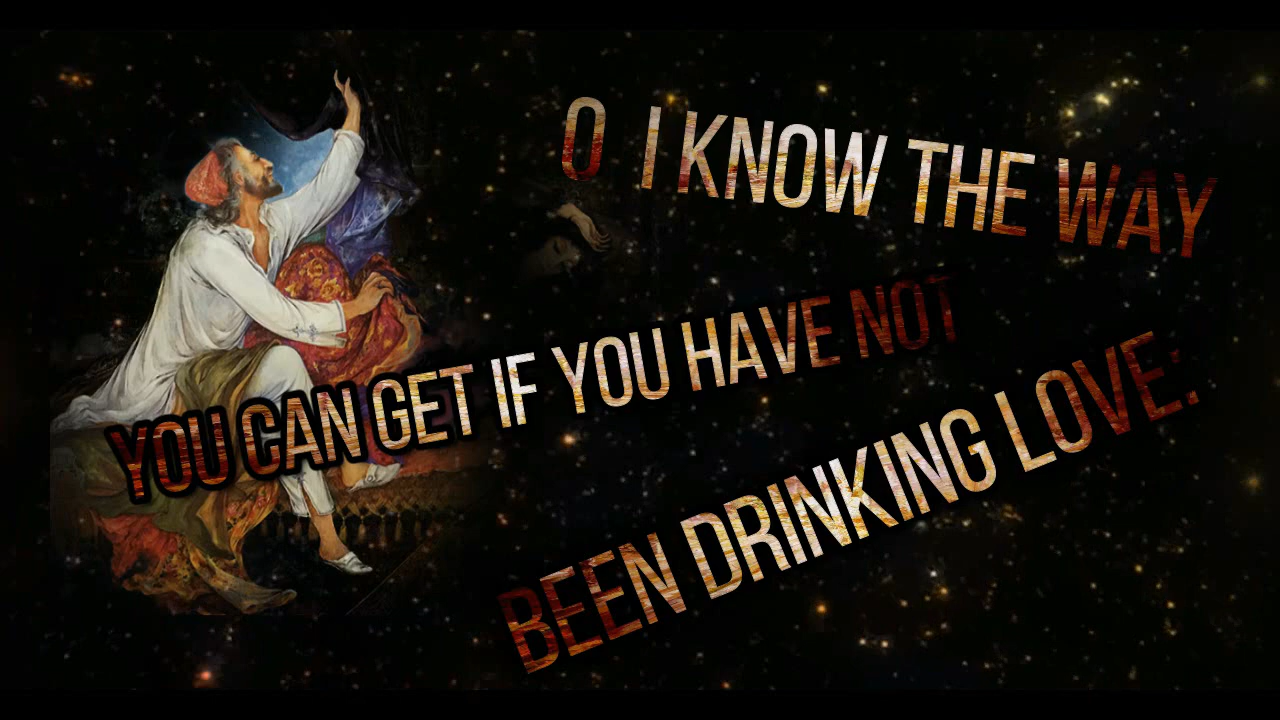 O I KNOW THE WAY
YOU CAN GET IF YOU HAVE NOT
BEEN DRINKING LOVE: